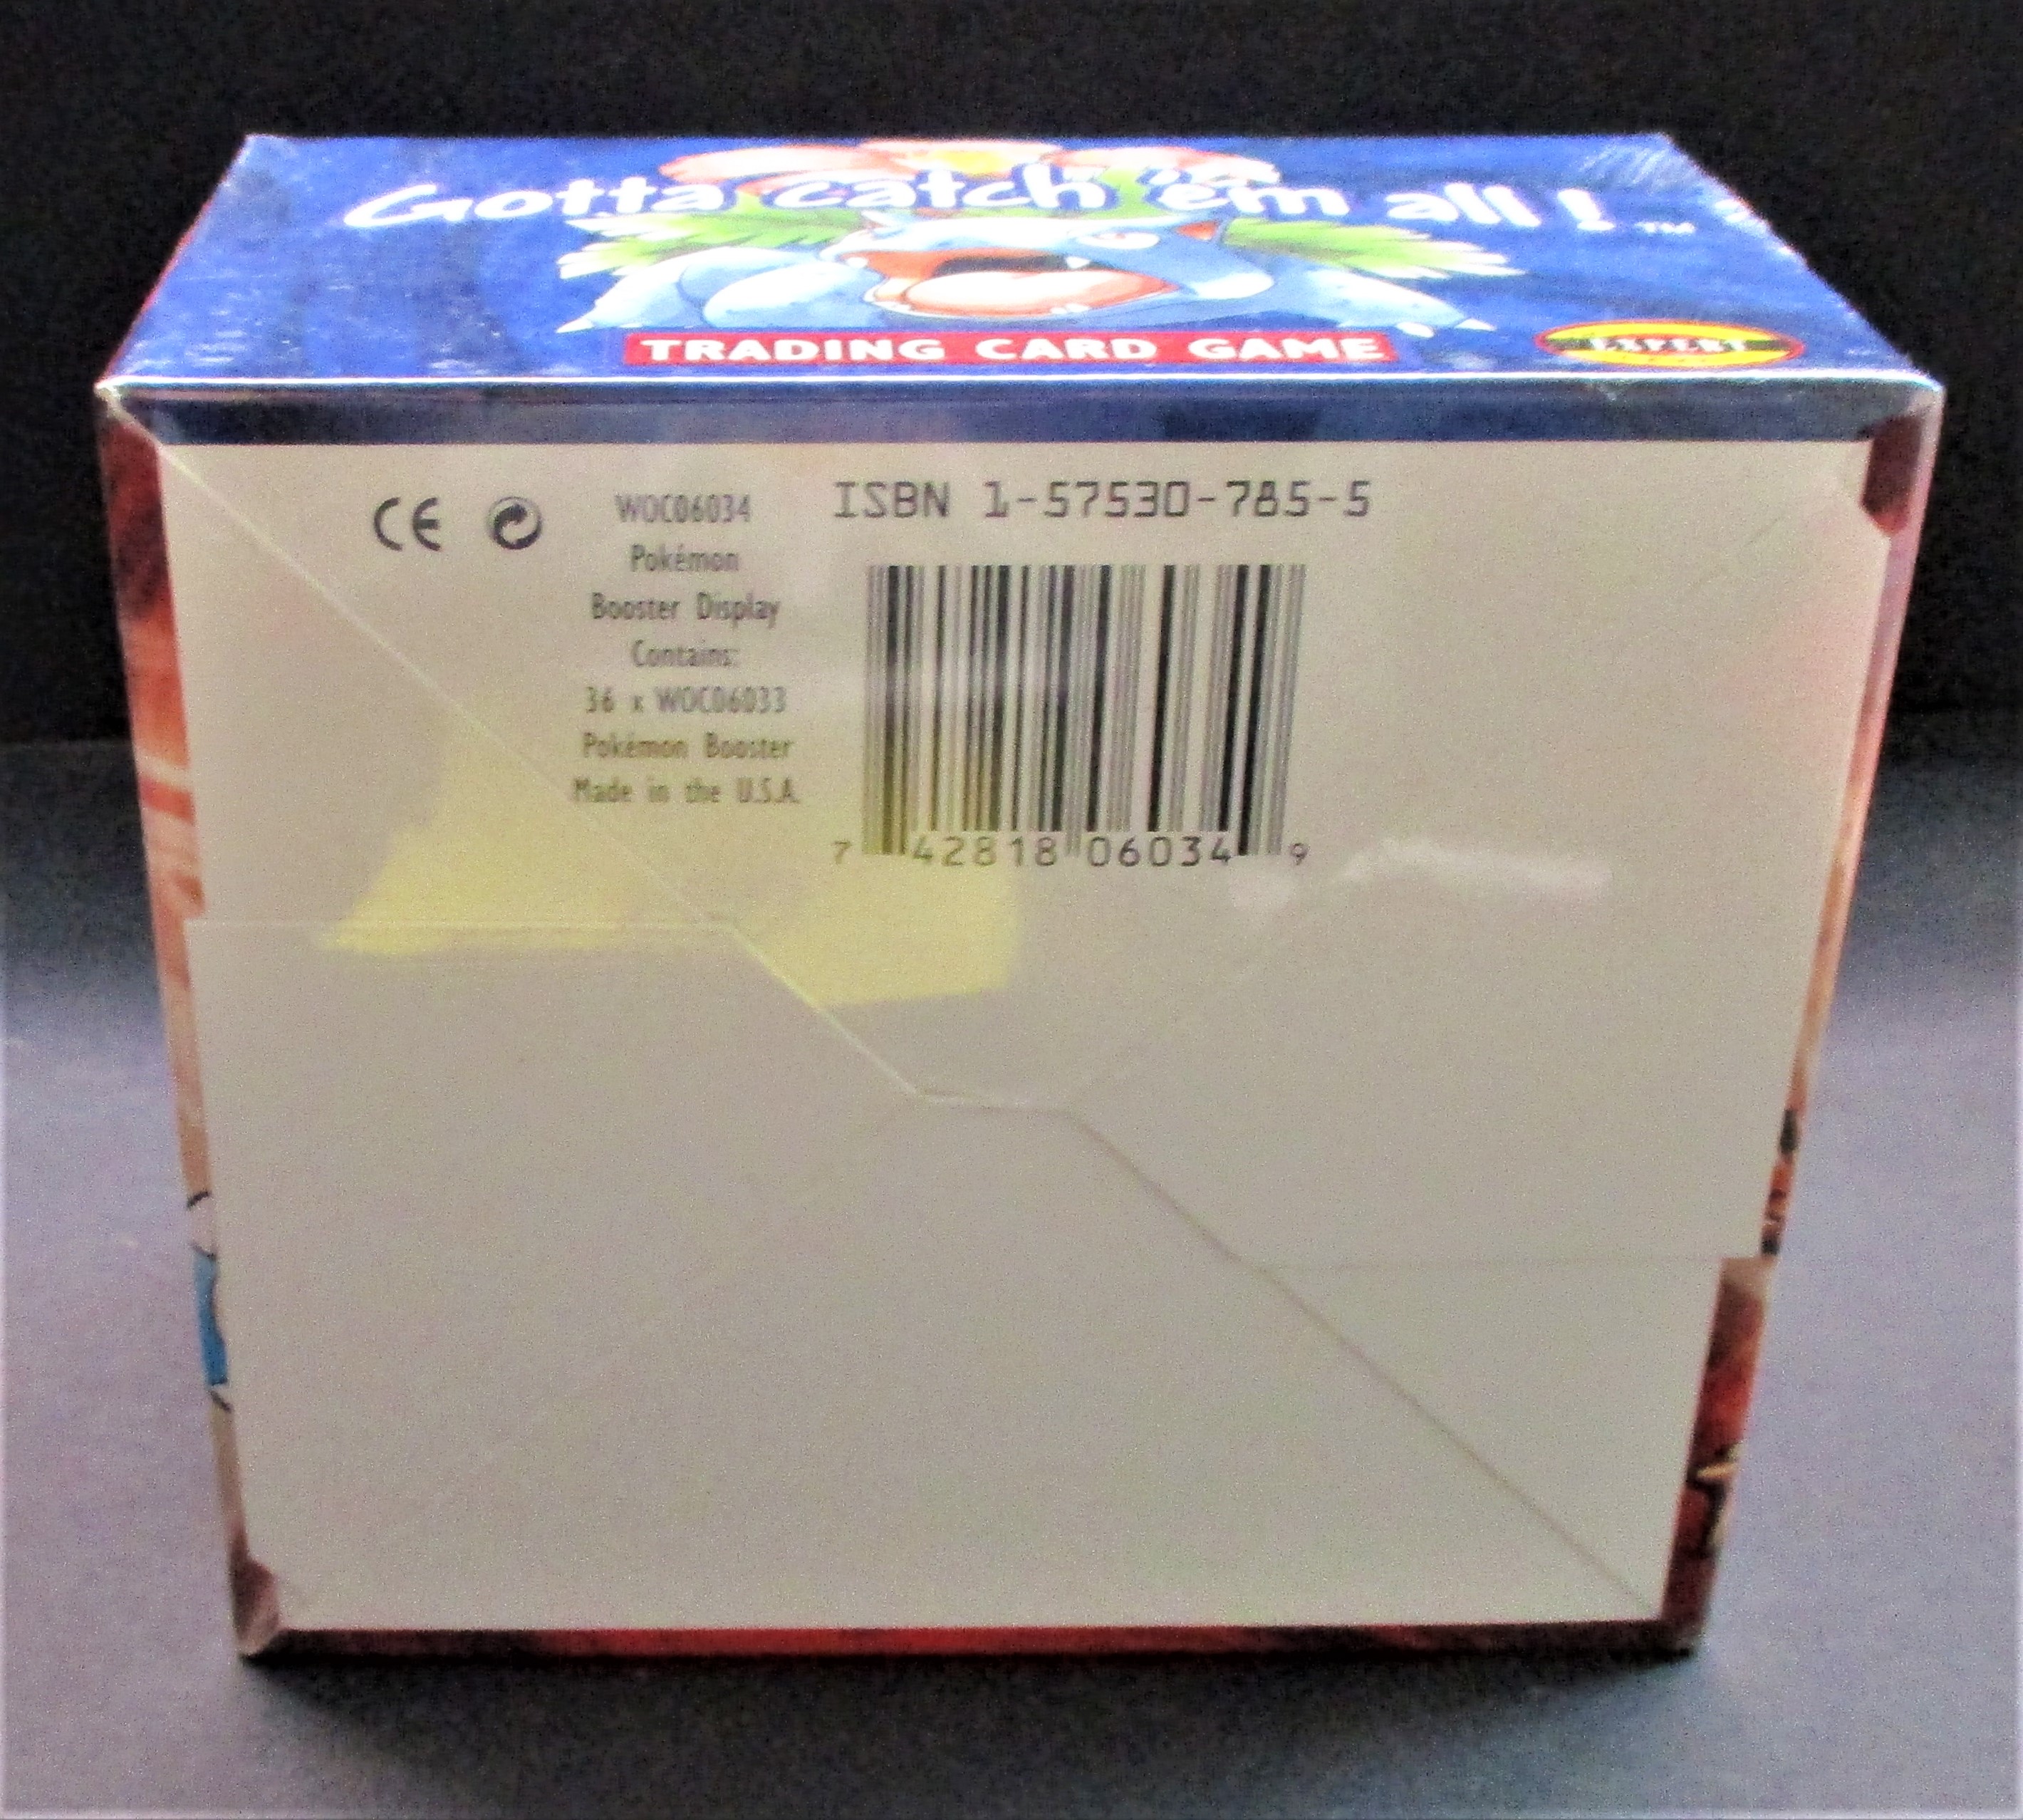 Gotta catch 'em all! ™
TRADING CARD GAME
EXPERT
CE
WOC06034
Pokémon
Booster Display
Contains:
36 x WOC06033
Pokémon Booster
Made in the U.S.A.
ISBN 1-57530-785-5
7 42818 06034 9